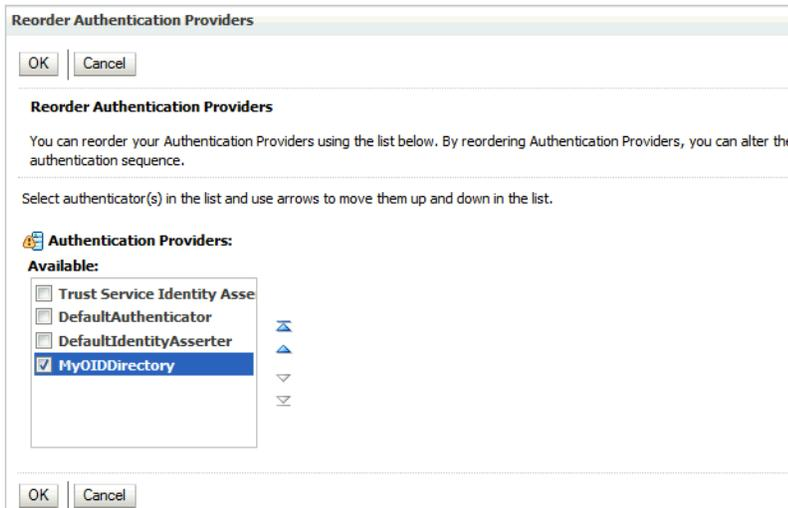 Reorder Authentication Providers
OK Cancel
Reorder Authentication Providers
You can reorder your Authentication Providers using the list below. By reordering Authentication Providers, you can alter the
authentication sequence.
Select authenticator(s) in the list and use arrows to move them up and down in the list.
Authentication Providers:
Available:
Trust Service Identity Asse
DefaultAuthenticator
DefaultIdentityAsserter
MyOIDDirectory
OK Cancel